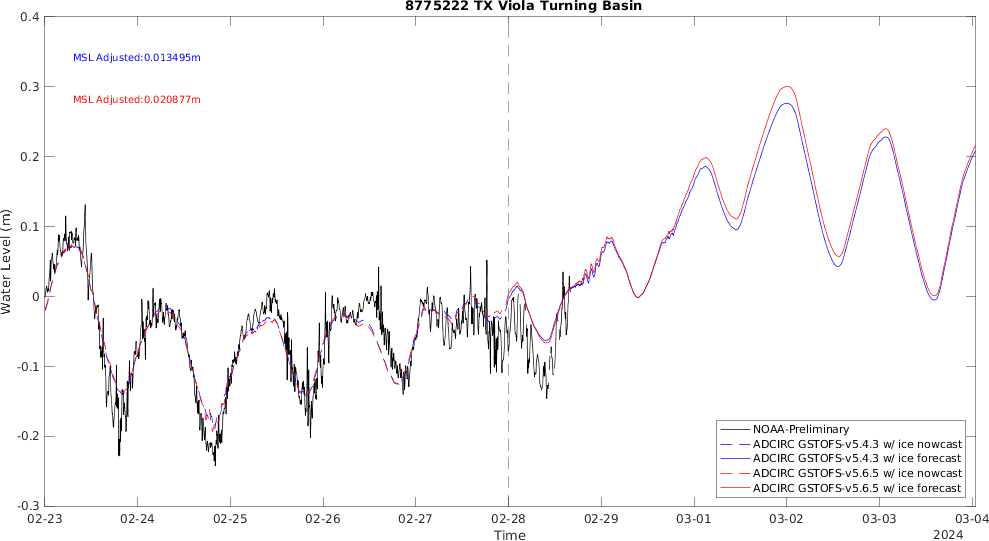 8775222 TX Viola Turning Basin
MSL Adjusted:0.013495m
MSL Adjusted:0.020877m
Water Level (m)
0.4
0.3
0.2
0.1
0
-0.1
-0.2
-0.3
NOAA-Preliminary
ADCIRC GSTOFS-v5.4.3 w/ ice nowcast
ADCIRC GSTOFS-v5.4.3 w/ ice forecast
ADCIRC GSTOFS-v5.6.5 w/ ice nowcast
ADCIRC GSTOFS-v5.6.5 w/ ice forecast
02-23 02-24 02-25 02-26 02-27 02-28 02-29 03-01 03-02 03-03 03-04
Time
2024